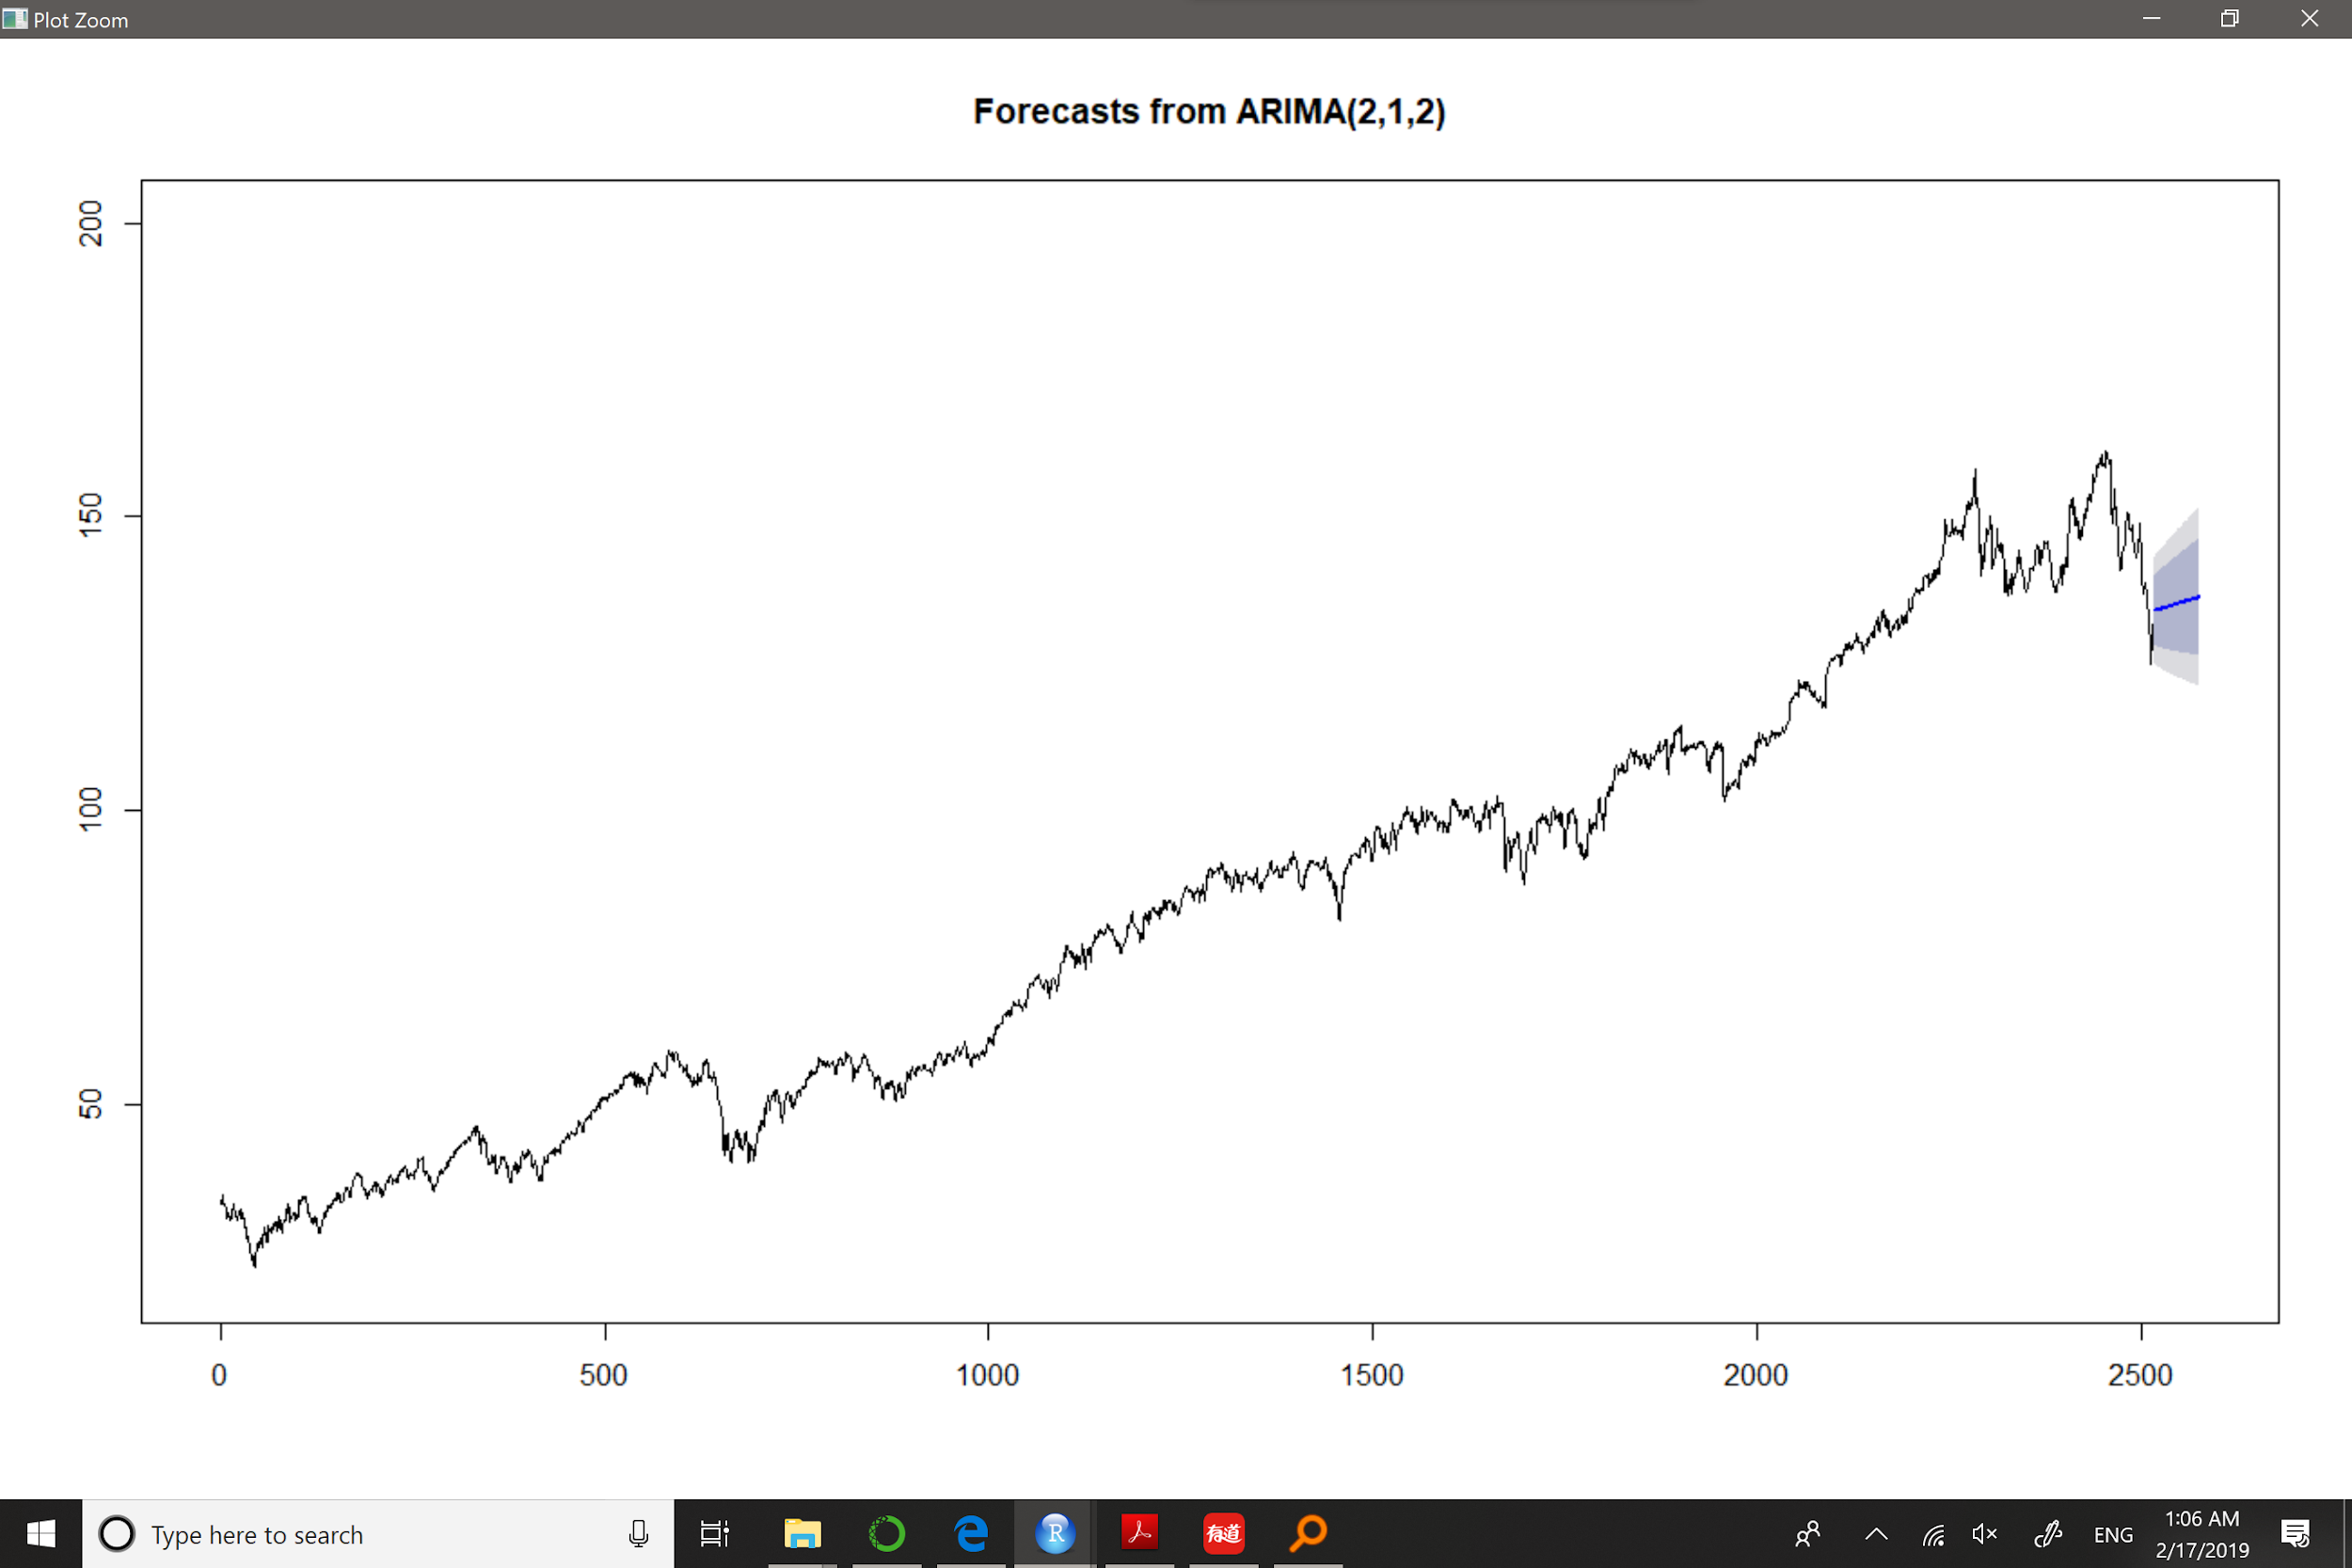 Plot Zoom
Forecasts from ARIMA(2,1,2)
200
150
100
50
0 500 1000 1500 2000 2500
Type here to search
R
有道
ENG
1:06 AM
2/17/2019